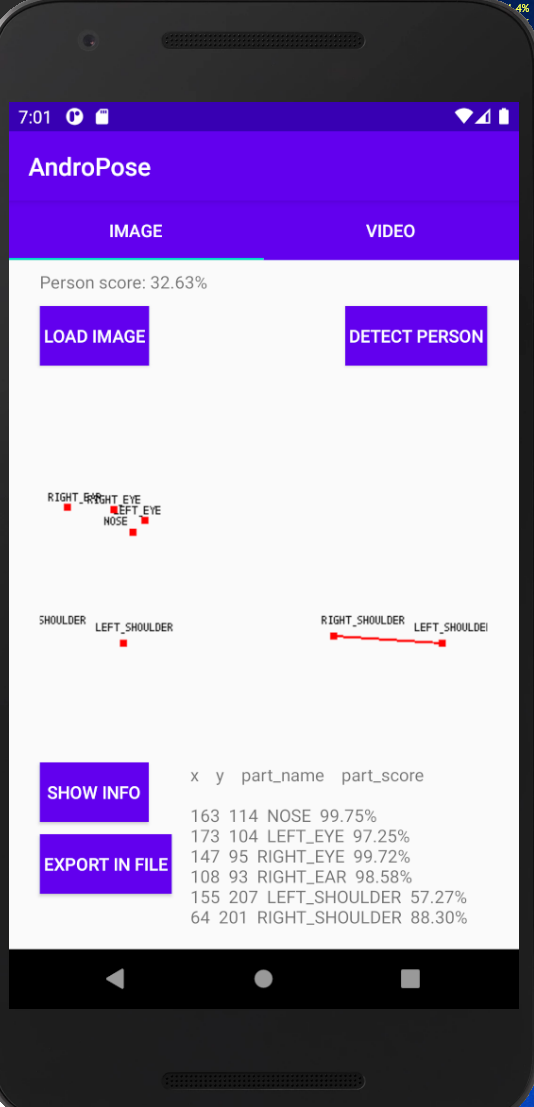 4%
7:01
AndroPose
IMAGE VIDEO
Person score: 32.63%
LOAD IMAGE DETECT PERSON
RIGHT_EAR RIGHT_EYE
LEFT_EYE
NOSE
SHOULDER LEFT_SHOULDER RIGHT_SHOULDER LEFT_SHOULDE
SHOW INFO
EXPORT IN FILE
x y part_name part_score
163 114 NOSE 99.75%
173 104 LEFT_EYE 97.25%
147 95 RIGHT_EYE 99.72%
108 93 RIGHT_EAR 98.58%
155 207 LEFT_SHOULDER 57.27%
64 201 RIGHT_SHOULDER 88.30%